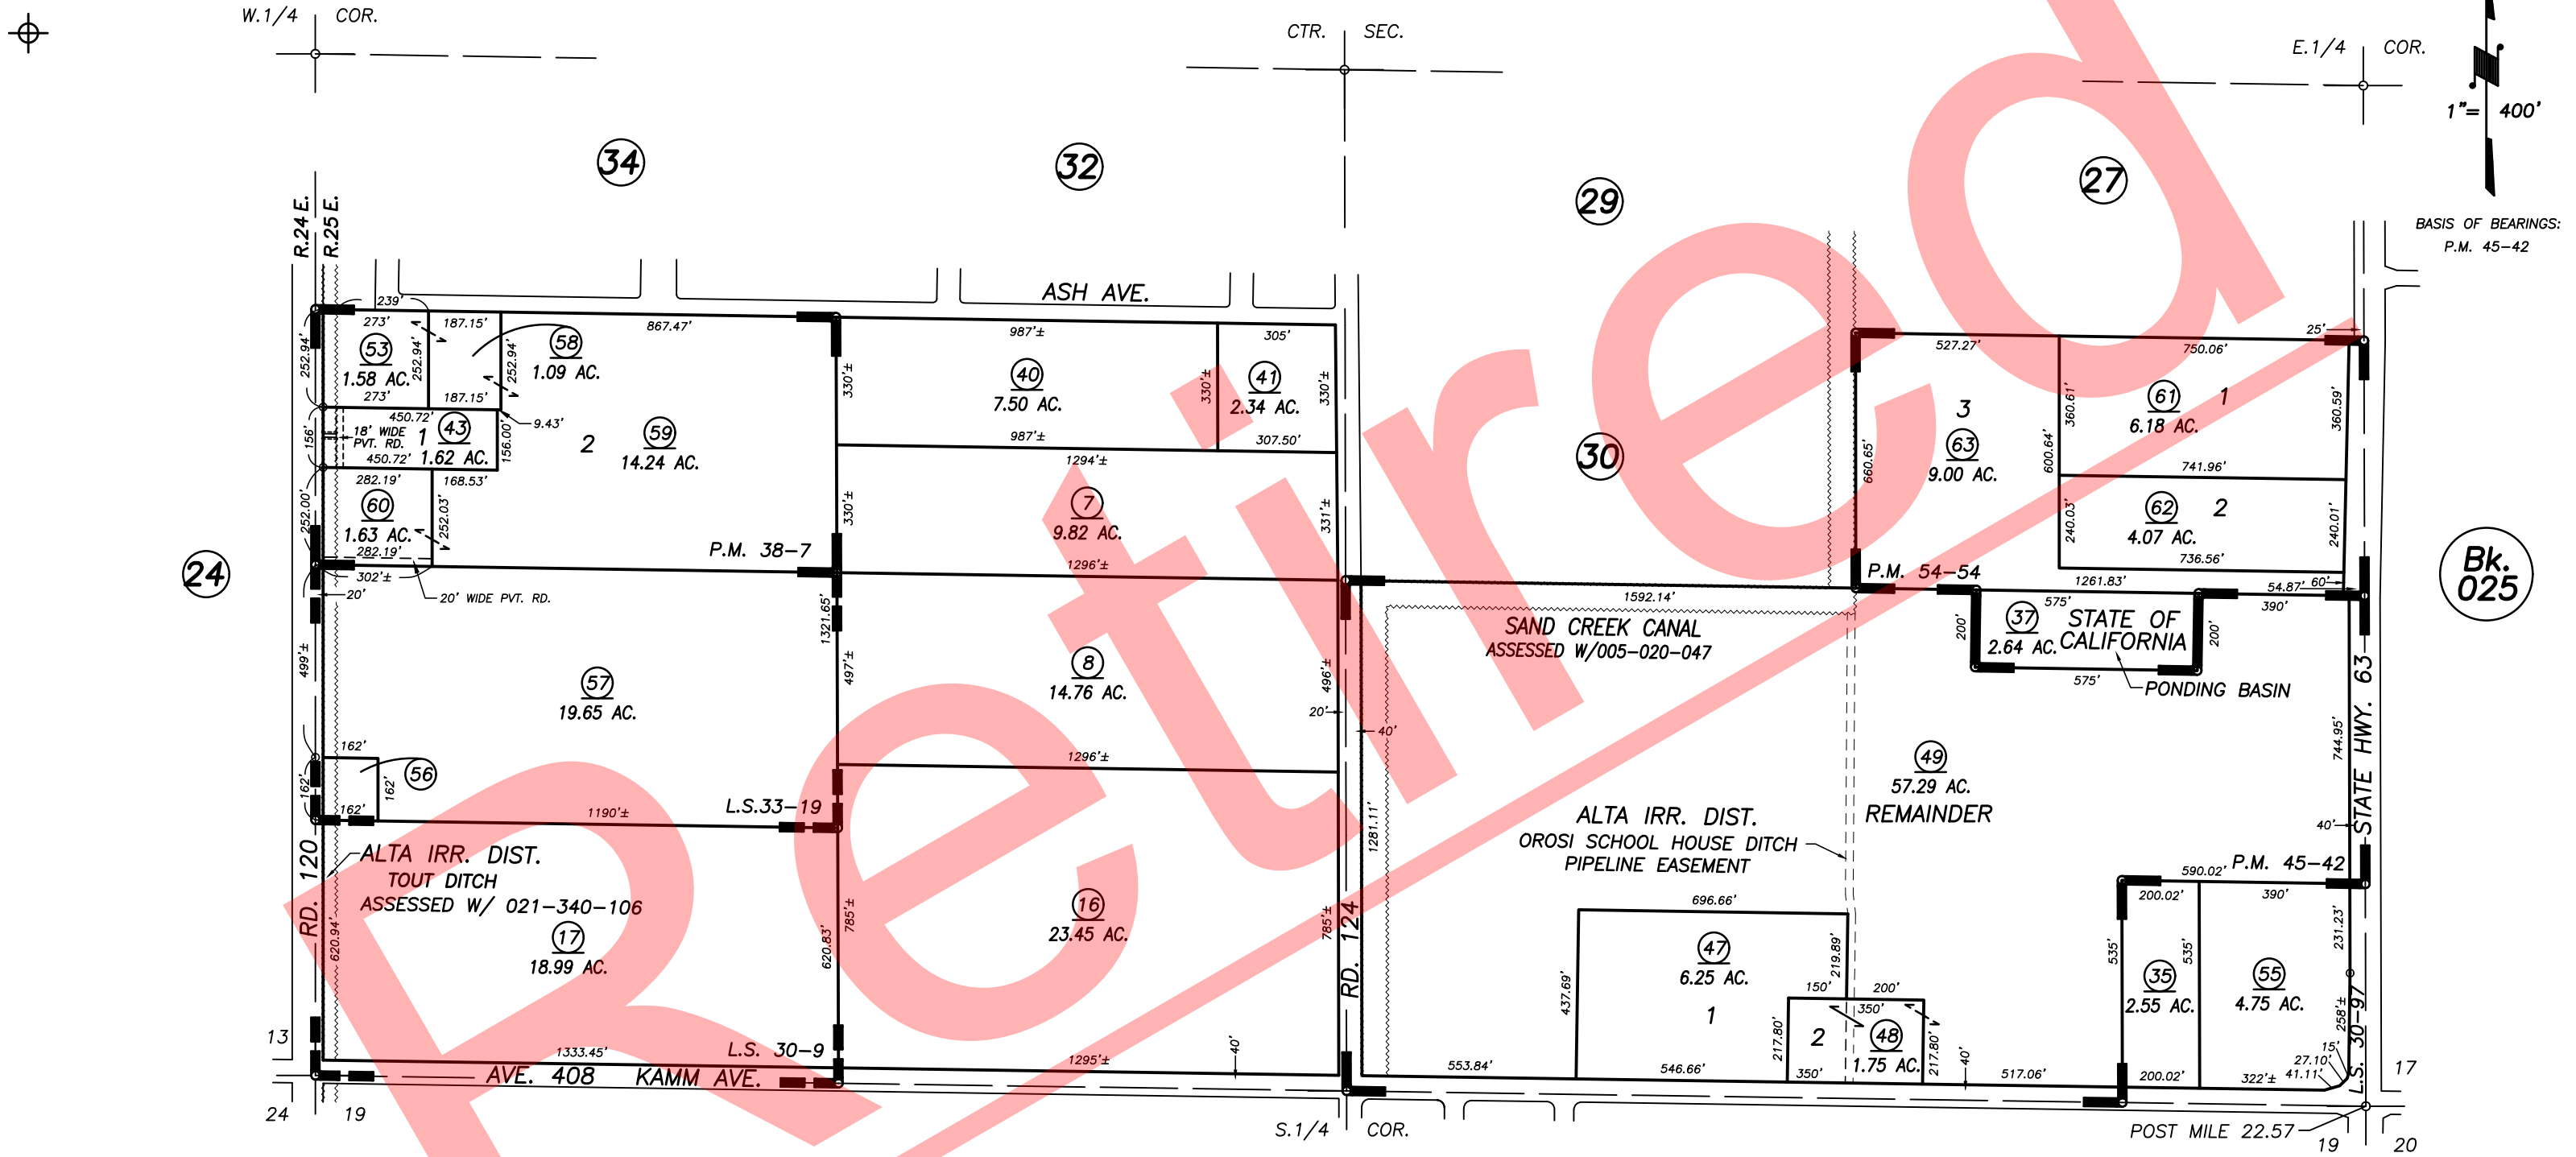 W.1/4 COR.
CTR. SEC.
E.1/4 COR.
1"= 400'
BASIS OF BEARINGS:
P.M. 45-42
34
32
29
27
30
24
Bk.
025
R.24 E.
R.25 E.
ASH AVE.
239'
273'
187.15'
867.47'
252.94'
53
1.58 AC.
252.94'
58
1.09 AC.
252.94'
273'
187.15'
9.43'
450.72'
18' WIDE
PVT. RD.
1
43
1.62 AC.
156'
156.00'
450.72'
2
59
14.24 AC.
282.19'
168.53'
252.00'
60
1.63 AC.
252.03'
282.19'
P.M. 38-7
302'±
20'
20' WIDE PVT. RD.
499'±
57
19.65 AC.
1321.65'
162'
56
162'
162'
162'
1190'±
L.S.33-19
RD. 120
ALTA IRR. DIST.
TOUT DITCH
ASSESSED W/ 021-340-106
17
18.99 AC.
620.94'
620.83'
1333.45'
L.S. 30-9
AVE. 408 KAMM AVE.
13
24
19
987'±
305'
330'±
40
7.50 AC.
330'±
41
2.34 AC.
330'±
987'±
307.50'
1294'±
330'±
7
9.82 AC.
331'±
1296'±
497'±
8
14.76 AC.
496'±
20'
40'
1296'±
785'±
16
23.45 AC.
785'±
1295'±
40'
RD. 124
S.1/4 COR.
1592.14'
SAND CREEK CANAL
ASSESSED W/005-020-047
1281.11'
527.27'
750.06'
25'
3
63
9.00 AC.
660.65'
600.64'
360.61'
61
1
6.18 AC.
360.59'
741.96'
240.03'
62
2
4.07 AC.
240.01'
736.56'
P.M. 54-54
1261.83'
54.87'
60'
575'
390'
200'
37
2.64 AC.
STATE OF
CALIFORNIA
200'
575'
PONDING BASIN
49
57.29 AC.
REMAINDER
744.95'
STATE HWY. 63
40'
ALTA IRR. DIST.
OROSI SCHOOL HOUSE DITCH
PIPELINE EASEMENT
590.02'
P.M. 45-42
200.02'
390'
696.66'
437.69'
47
6.25 AC.
1
219.89'
150'
200'
350'
217.80'
2
48
1.75 AC.
217.80'
553.84'
546.66'
350'
40'
517.06'
535'
35
2.55 AC.
535'
55
4.75 AC.
231.23'
258'±
L.S. 30-97
15'
27.10'
41.11'
200.02'
322'±
17
POST MILE 22.57
19
20
Retired